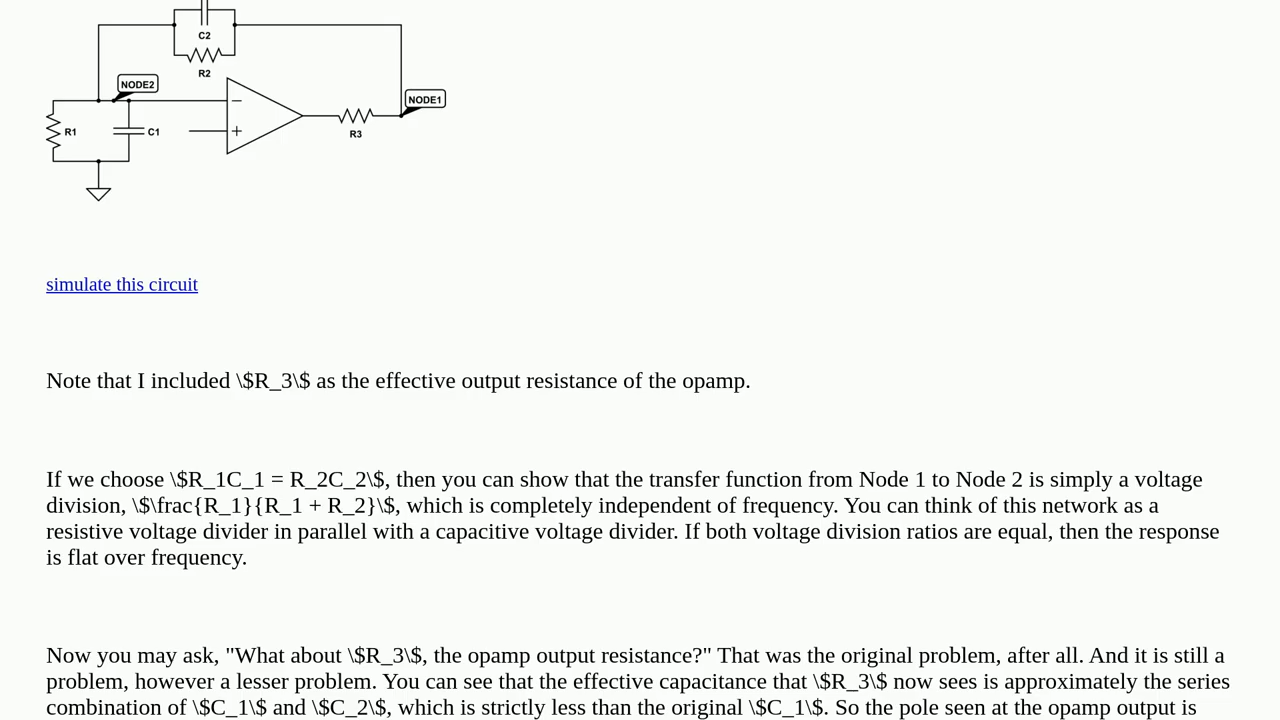 C2
R2
NODE2
NODE1
R1
C1
R3
simulate this circuit
Note that I included \$R_3\$ as the effective output resistance of the opamp.
If we choose \$R_1C_1 = R_2C_2\$, then you can show that the transfer function from Node 1 to Node 2 is simply a voltage
division, \$\frac{R_1}{R_1 + R_2}\$, which is completely independent of frequency. You can think of this network as a
resistive voltage divider in parallel with a capacitive voltage divider. If both voltage division ratios are equal, then the response
is flat over frequency.
Now you may ask, "What about \$R_3\$, the opamp output resistance?" That was the original problem, after all. And it is still a
problem, however a lesser problem. You can see that the effective capacitance that \$R_3\$ now sees is approximately the series
combination of \$C_1\$ and \$C_2\$, which is strictly less than the original \$C_1\$. So the pole seen at the opamp output is